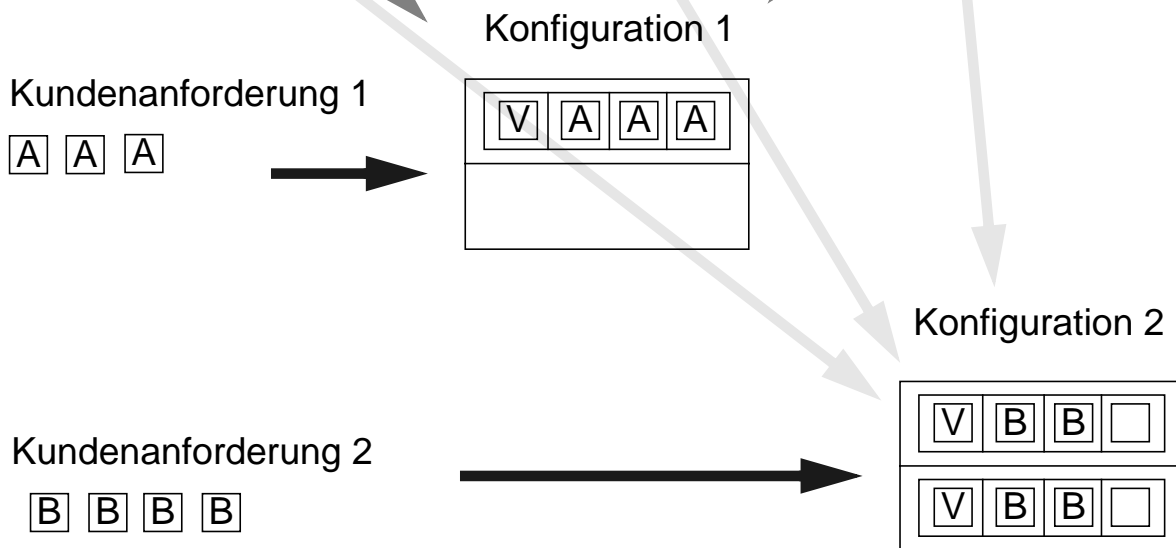 Konfiguration 1
Kundenanforderung 1
V A A A
A A A
Konfiguration 2
V B B
Kundenanforderung 2
B B B B
V B B